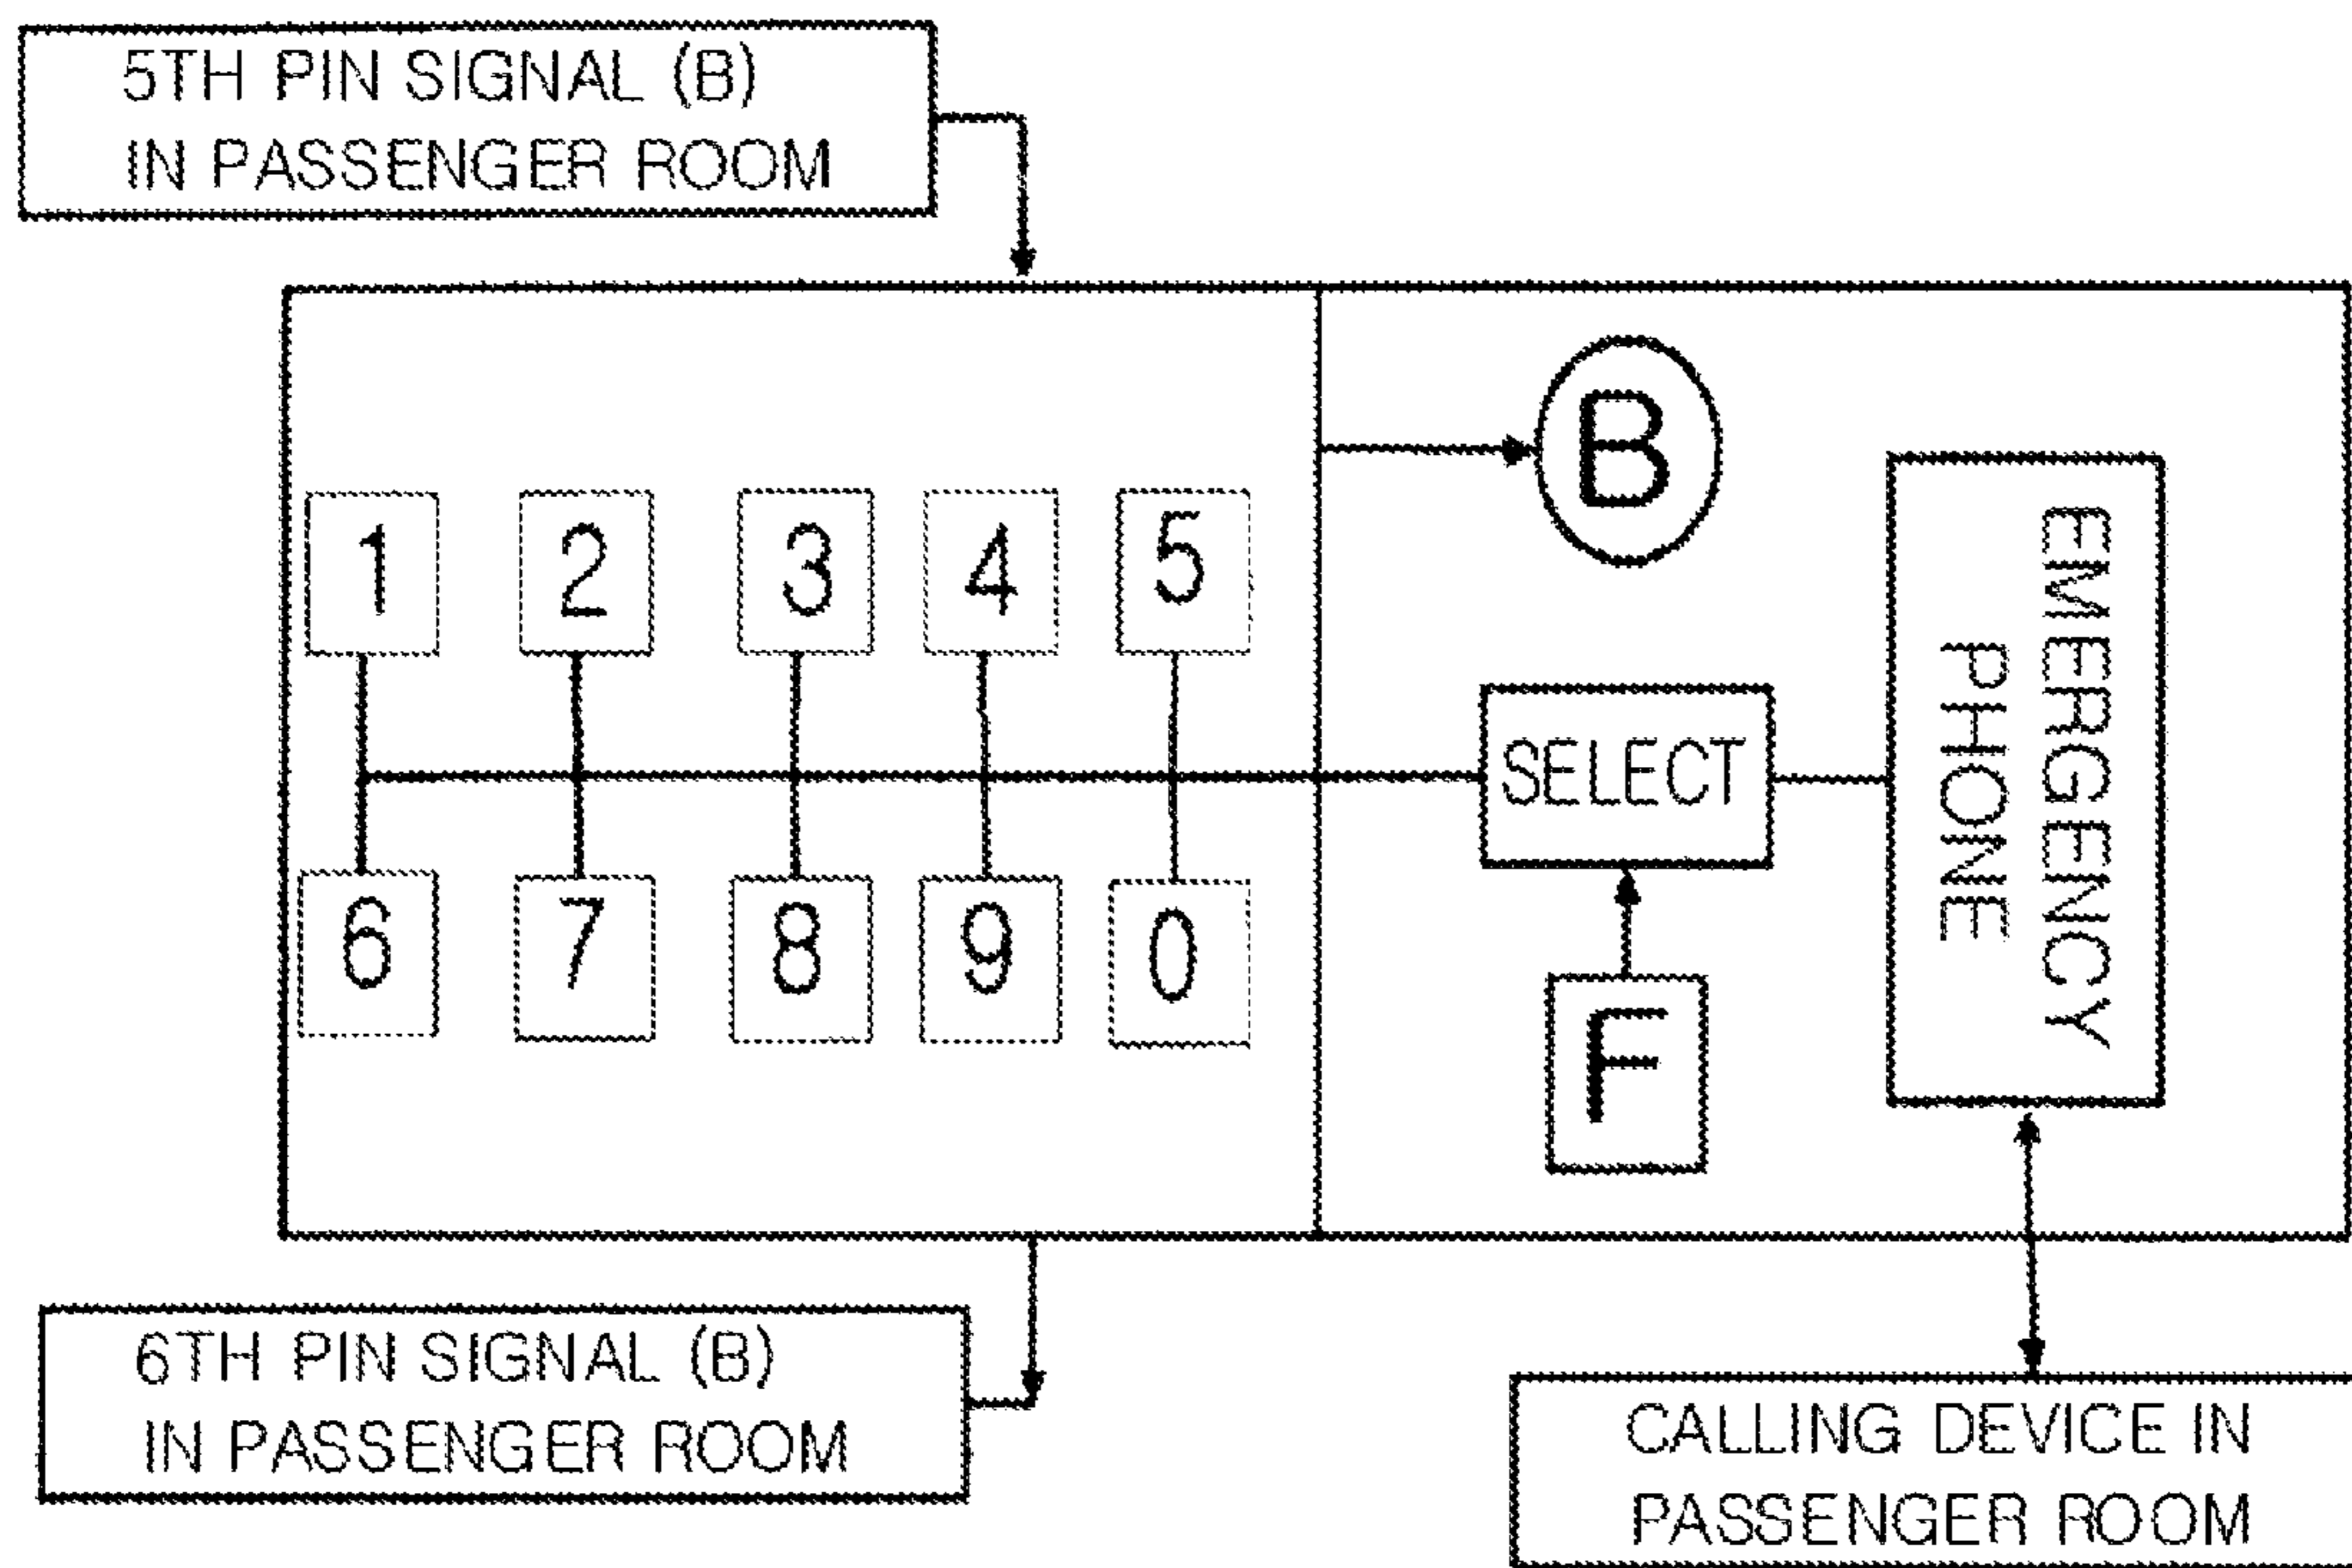 5TH PIN SIGNAL (B)
IN PASSENGER ROOM
B
1 2 3 4 5
SELECT
6 7 8 9 0
F
EMERGENCY
PHONE
6TH PIN SIGNAL (B)
IN PASSENGER ROOM
CALLING DEVICE IN
PASSENGER ROOM